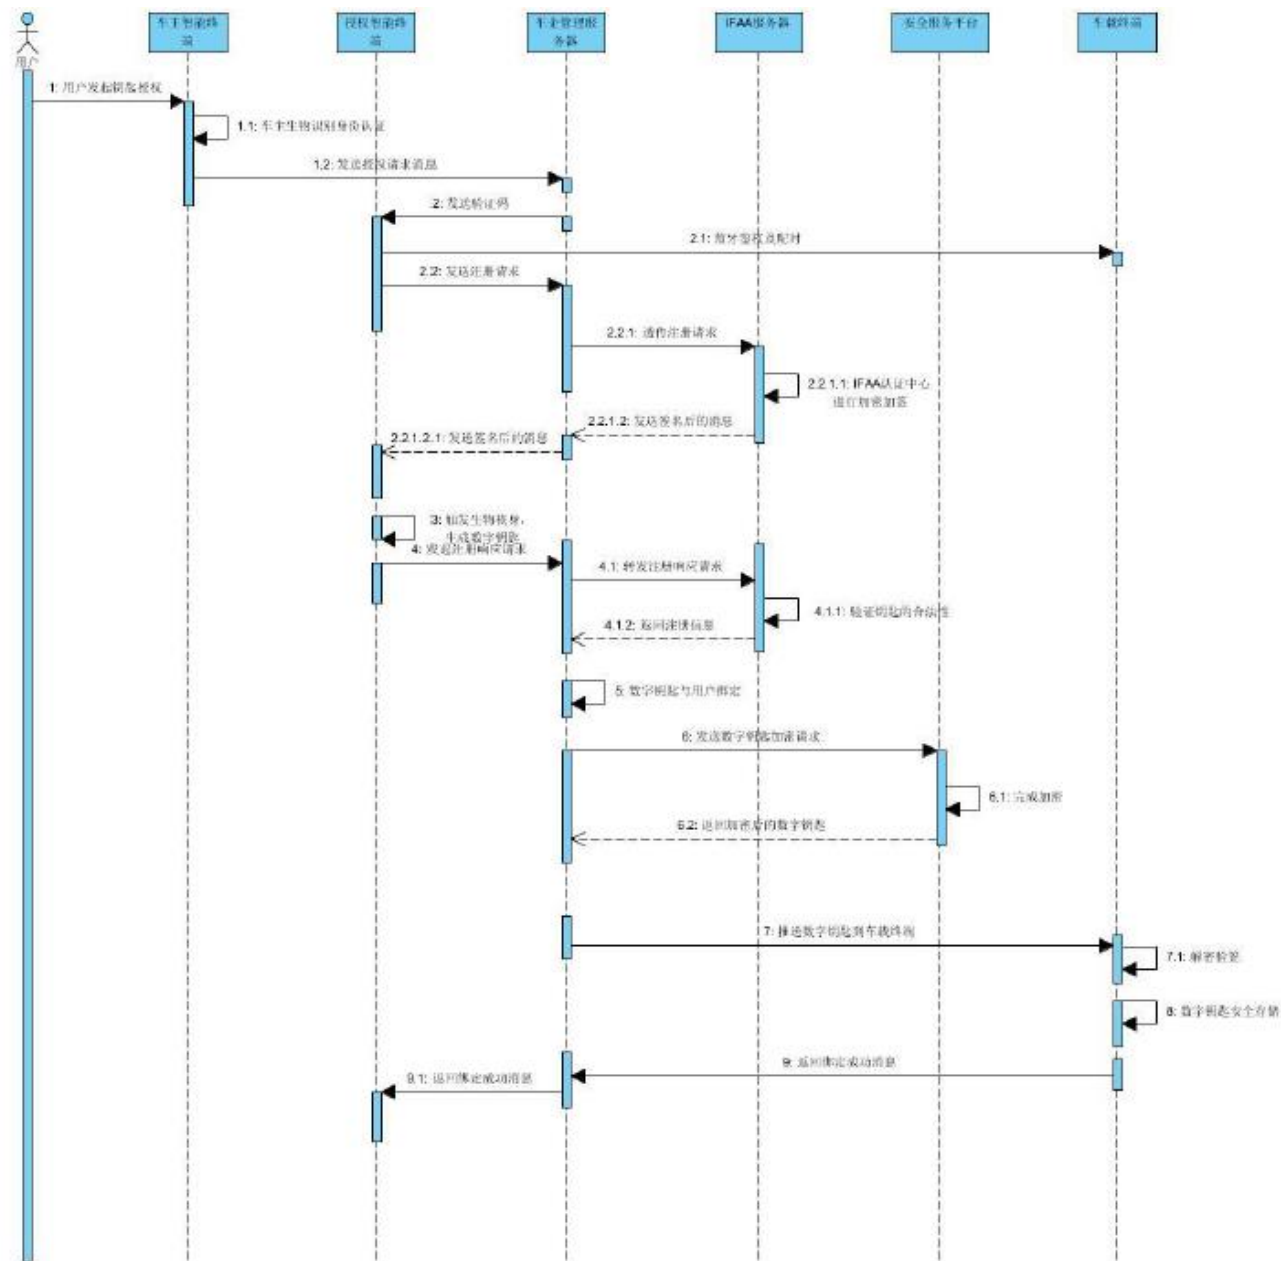 车主智能终
端
授权智能终
端
车企管理服
务器
IFAA服务器
安全服务平台
车载终端
用户
1: 用户发起钥匙授权
1.1: 车主生物识别身份认证
1.2: 发送授权请求消息
2: 发送验证码
2.1: 蓝牙鉴权及配对
2.2: 发送注册请求
2.2.1: 透传注册请求
2.2.1.1: IFAA认证中心
进行加密加签
2.2.1.2: 发送签名后的消息
2.2.1.2.1: 发送签名后的消息
3: 触发生物核身，
生成数字钥匙
4: 发送注册响应请求
4.1: 转发注册响应请求
4.1.1: 验证钥匙的合法性
4.1.2: 返回注册信息
5: 数字钥匙与用户绑定
6: 发送数字钥匙加密请求
6.1: 完成加密
6.2: 返回加密后的数字钥匙
7: 推送数字钥匙到车载终端
7.1: 解密验签
8: 数字钥匙安全存储
9: 返回绑定成功消息
9.1: 返回绑定成功消息